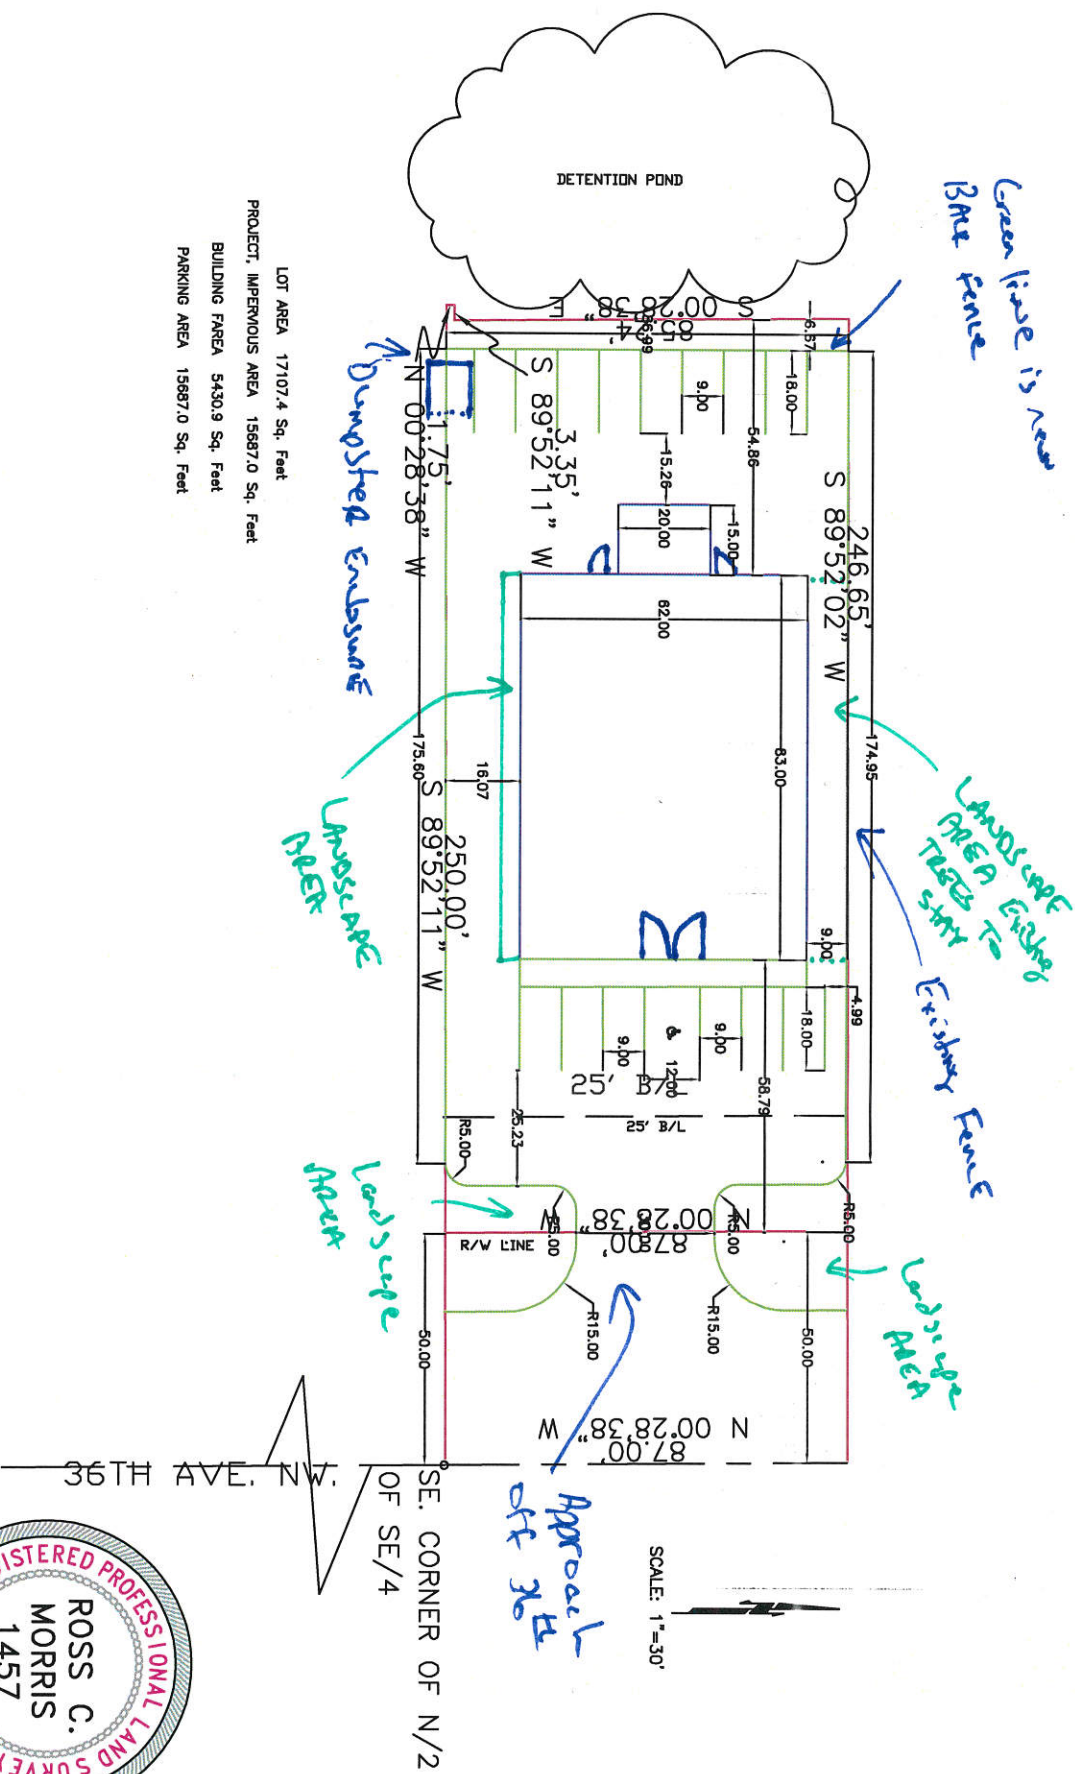 DETENTION POND
Green line is new
BACK fence
LOT AREA 17107.4 Sq. Feet
PROJECT, IMPERVIOUS AREA 15687.0 Sq. Feet
BUILDING FAREA 5430.9 Sq. Feet
PARKING AREA 15687.0 Sq. Feet
S 00°28'38" E
6.67
18.00
9.00
54.86
15.26
20.00
15.00
3.35'
S 89°52'11" W
1.75'
N 00°28'38" W
Dumpster Enclosure
246.65'
S 89°52'02" W
174.95
62.00
83.00
175.60
16.07
250.00'
S 89°52'11" W
LANDSCAPE
AREA
LANDSCAPE
AREA Existing
TREES TO
STAY
Existing Fence
9.00
4.99
18.00
9.00
9.00
12.00
58.79
25' B/L
25' B/L
25.23
R5.00
R5.00
R5.00
R5.00
N 00°28'38" W
87.00'
R/W LINE
R15.00
R15.00
50.00
50.00
Landscape
AREA
Landscape
AREA
N 00°28'38" W
87.00'
Approach
off 36th
36TH AVE. NW.
SE. CORNER OF N/2
OF SE/4
SCALE: 1"=30'
ISTERED PROFESSIONAL LAND SURVEY
ROSS C.
MORRIS
1457